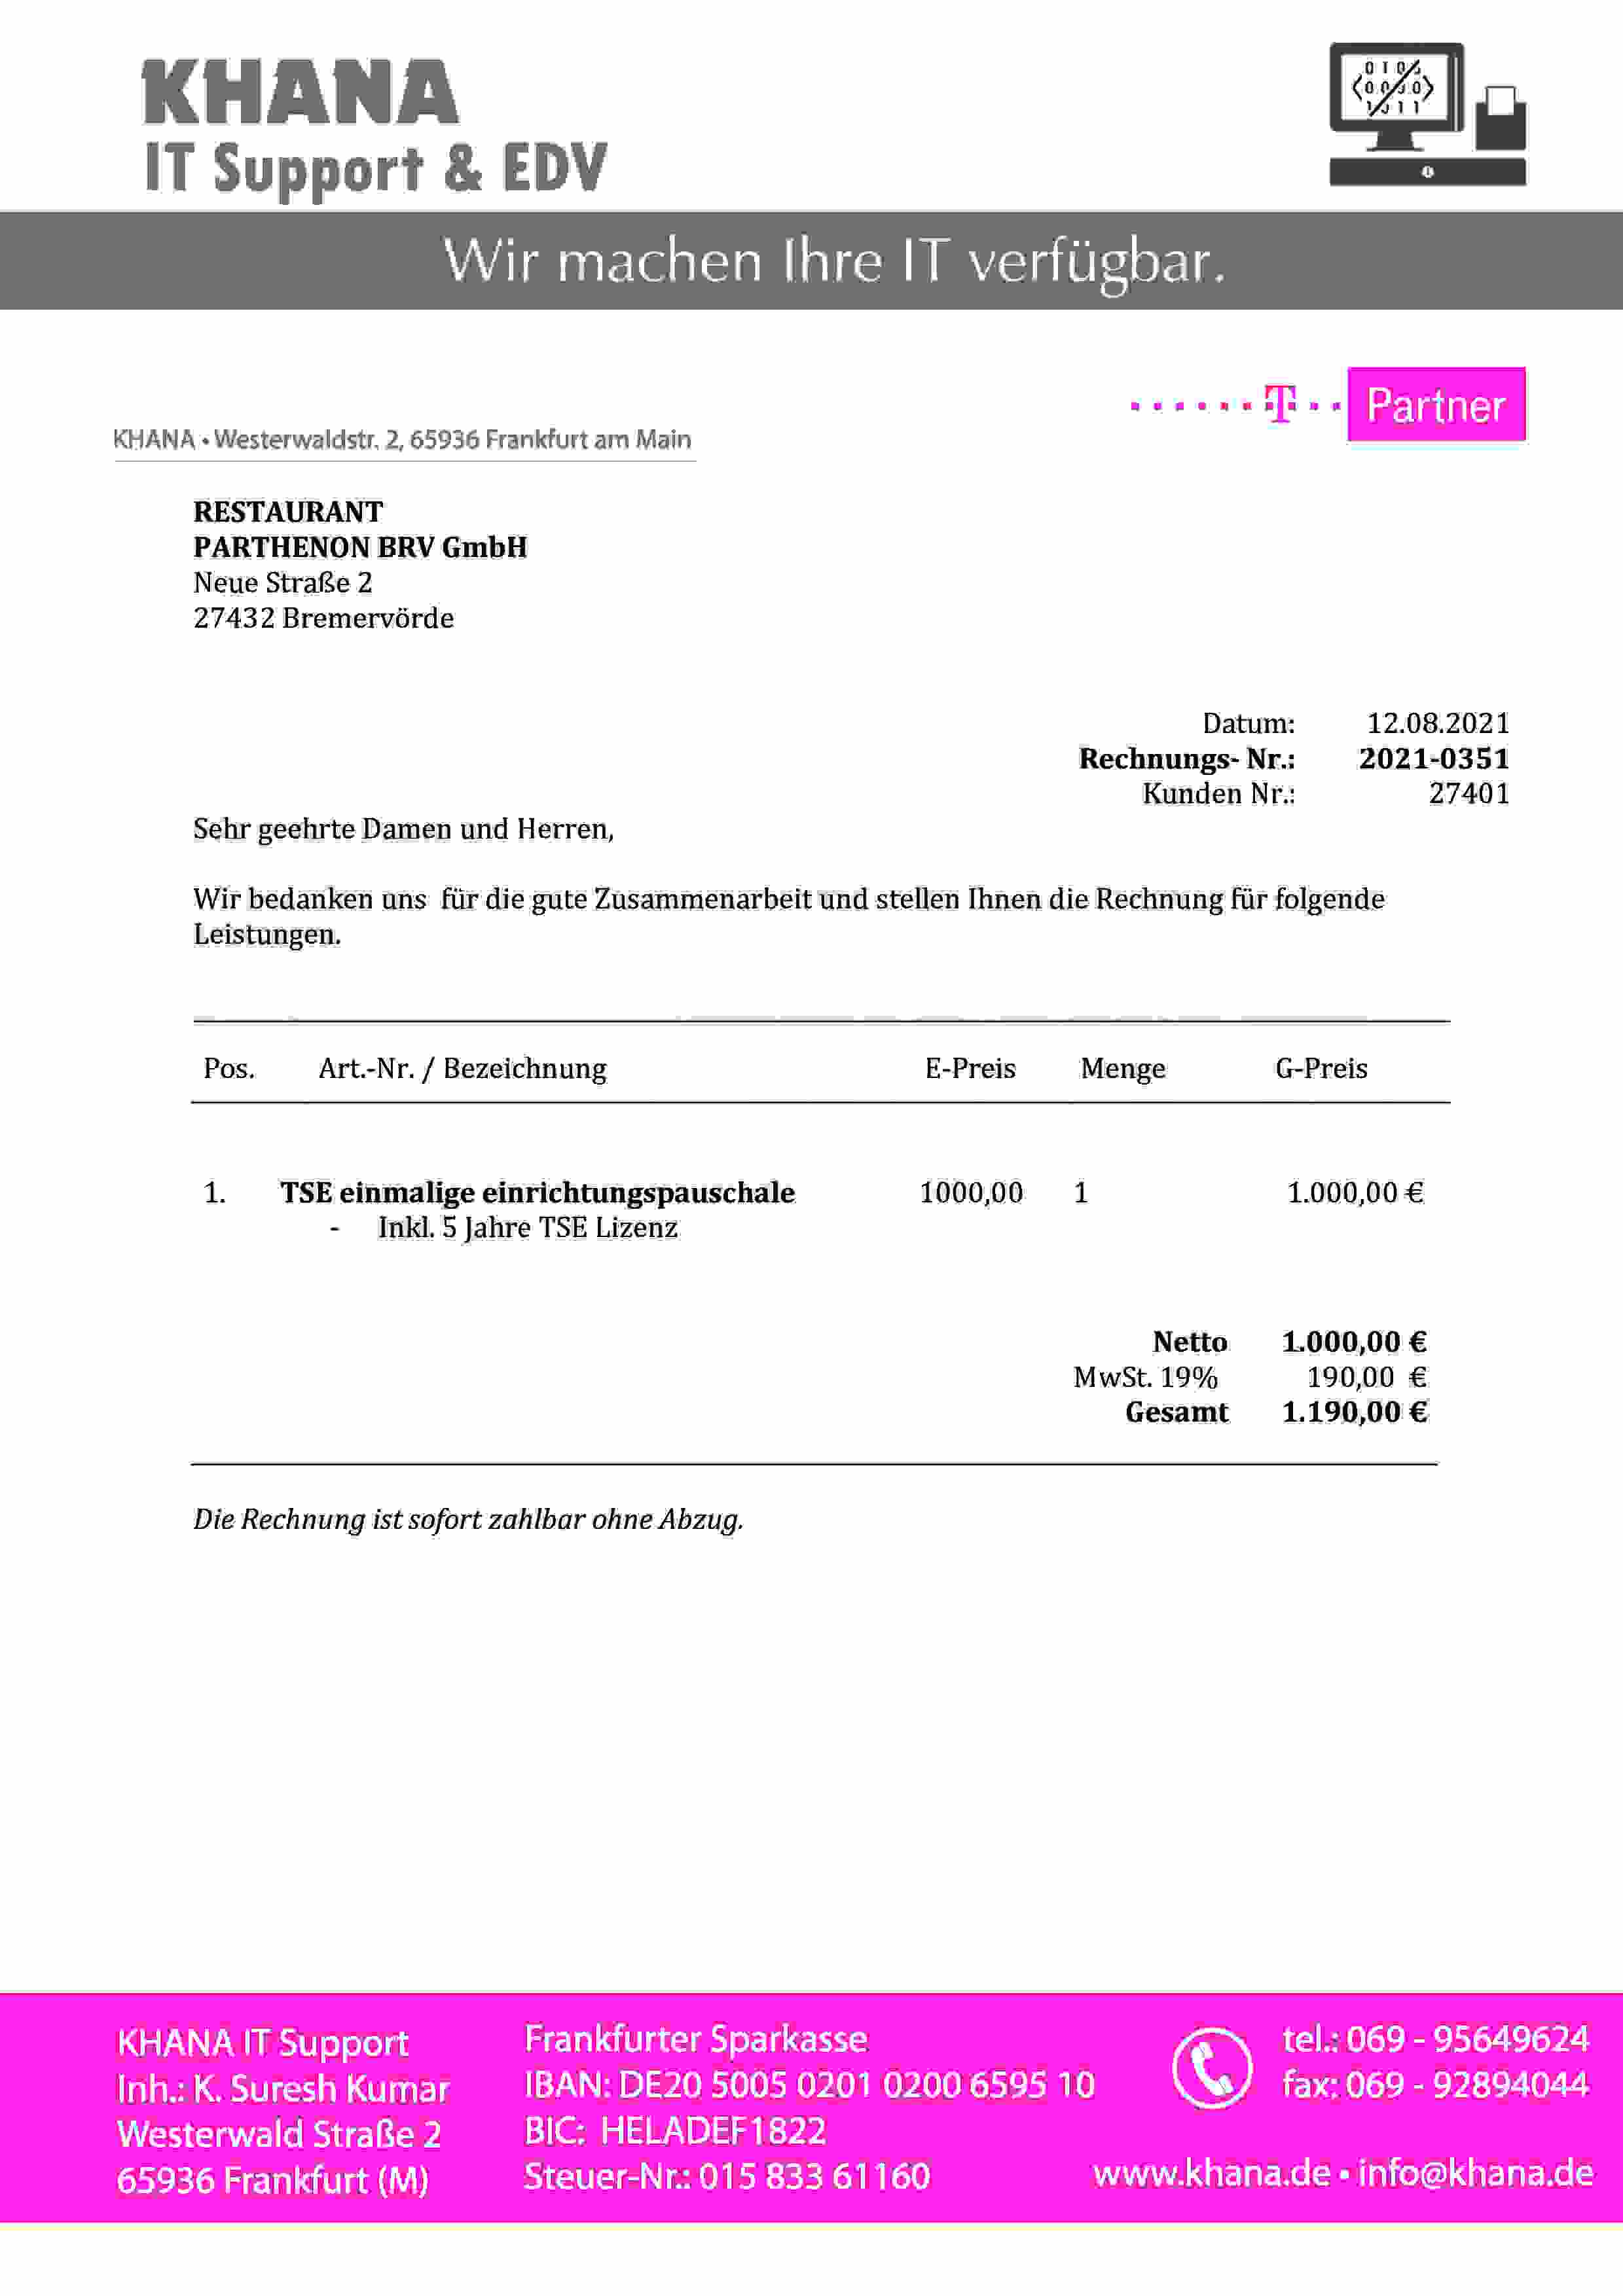 KHANA
IT Support & EDV
Wir machen Ihre IT verfügbar.
T Partner
KHANA • Westerwaldstr. 2, 65936 Frankfurt am Main
RESTAURANT
PARTHENON BRV GmbH
Neue Straße 2
27432 Bremervörde
Datum: 12.08.2021
Rechnungs- Nr.: 2021-0351
Kunden Nr.: 27401
Sehr geehrte Damen und Herren,
Wir bedanken uns für die gute Zusammenarbeit und stellen Ihnen die Rechnung für folgende
Leistungen.
Pos. Art.-Nr. / Bezeichnung E-Preis Menge G-Preis
1. TSE einmalige einrichtungspauschale 1000,00 1 1.000,00 €
- Inkl. 5 Jahre TSE Lizenz
Netto 1.000,00 €
MwSt. 19% 190,00 €
Gesamt 1.190,00 €
Die Rechnung ist sofort zahlbar ohne Abzug.
KHANA IT Support
Inh.: K. Suresh Kumar
Westerwald Straße 2
65936 Frankfurt (M)
Frankfurter Sparkasse
IBAN: DE20 5005 0201 0200 6595 10
BIC: HELADEF1822
Steuer-Nr.: 015 833 61160
tel.: 069 - 95649624
fax: 069 - 92894044
www.khana.de • info@khana.de